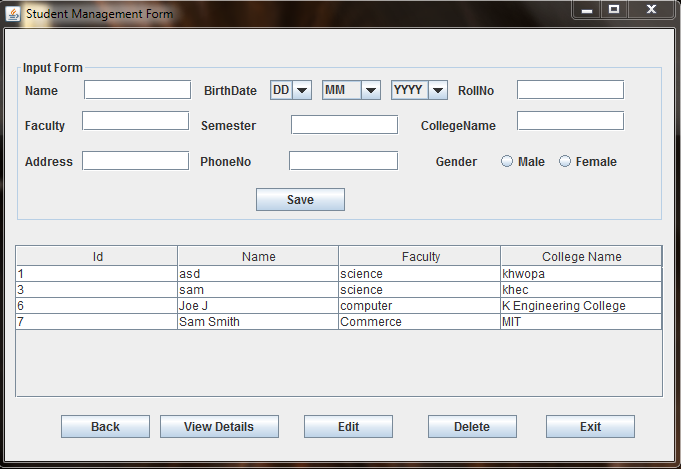 Student Management Form
Input Form
Name BirthDate DD MM YYYY RollNo
Faculty Semester CollegeName
Address PhoneNo Gender Male Female
Save
Id Name Faculty College Name
1 asd science khwopa
3 sam science khec
6 Joe J computer K Engineering College
7 Sam Smith Commerce MIT
Back View Details Edit Delete Exit